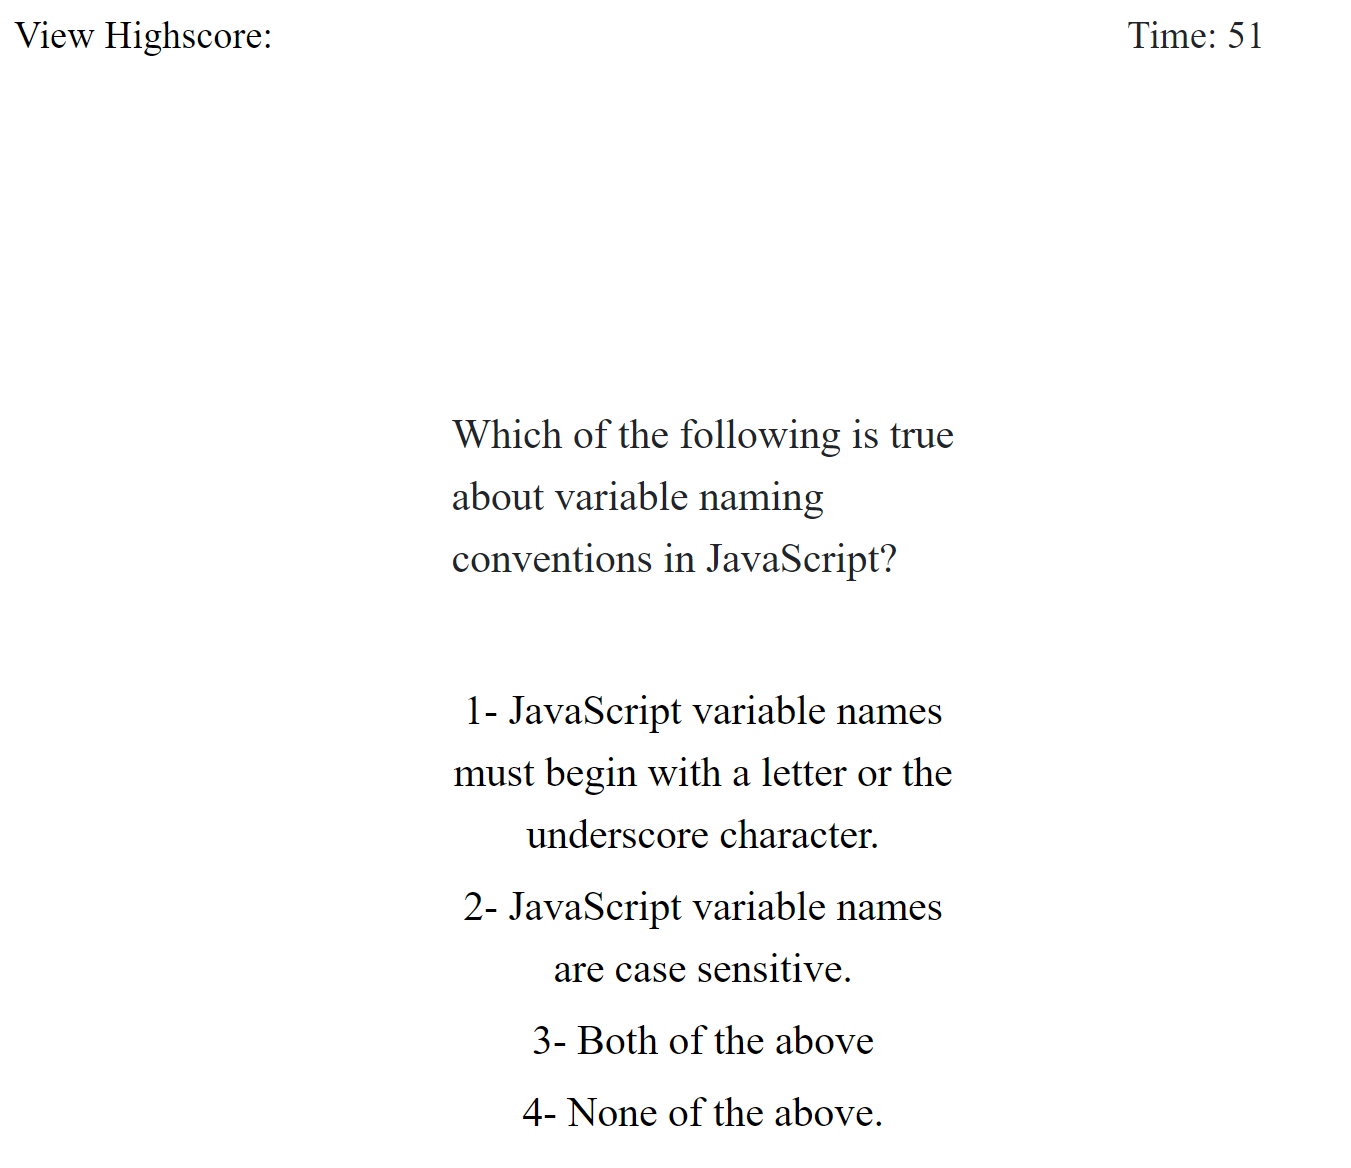 View Highscore:
Time: 51
Which of the following is true
about variable naming
conventions in JavaScript?
1- JavaScript variable names
must begin with a letter or the
underscore character.
2- JavaScript variable names
are case sensitive.
3- Both of the above
4- None of the above.